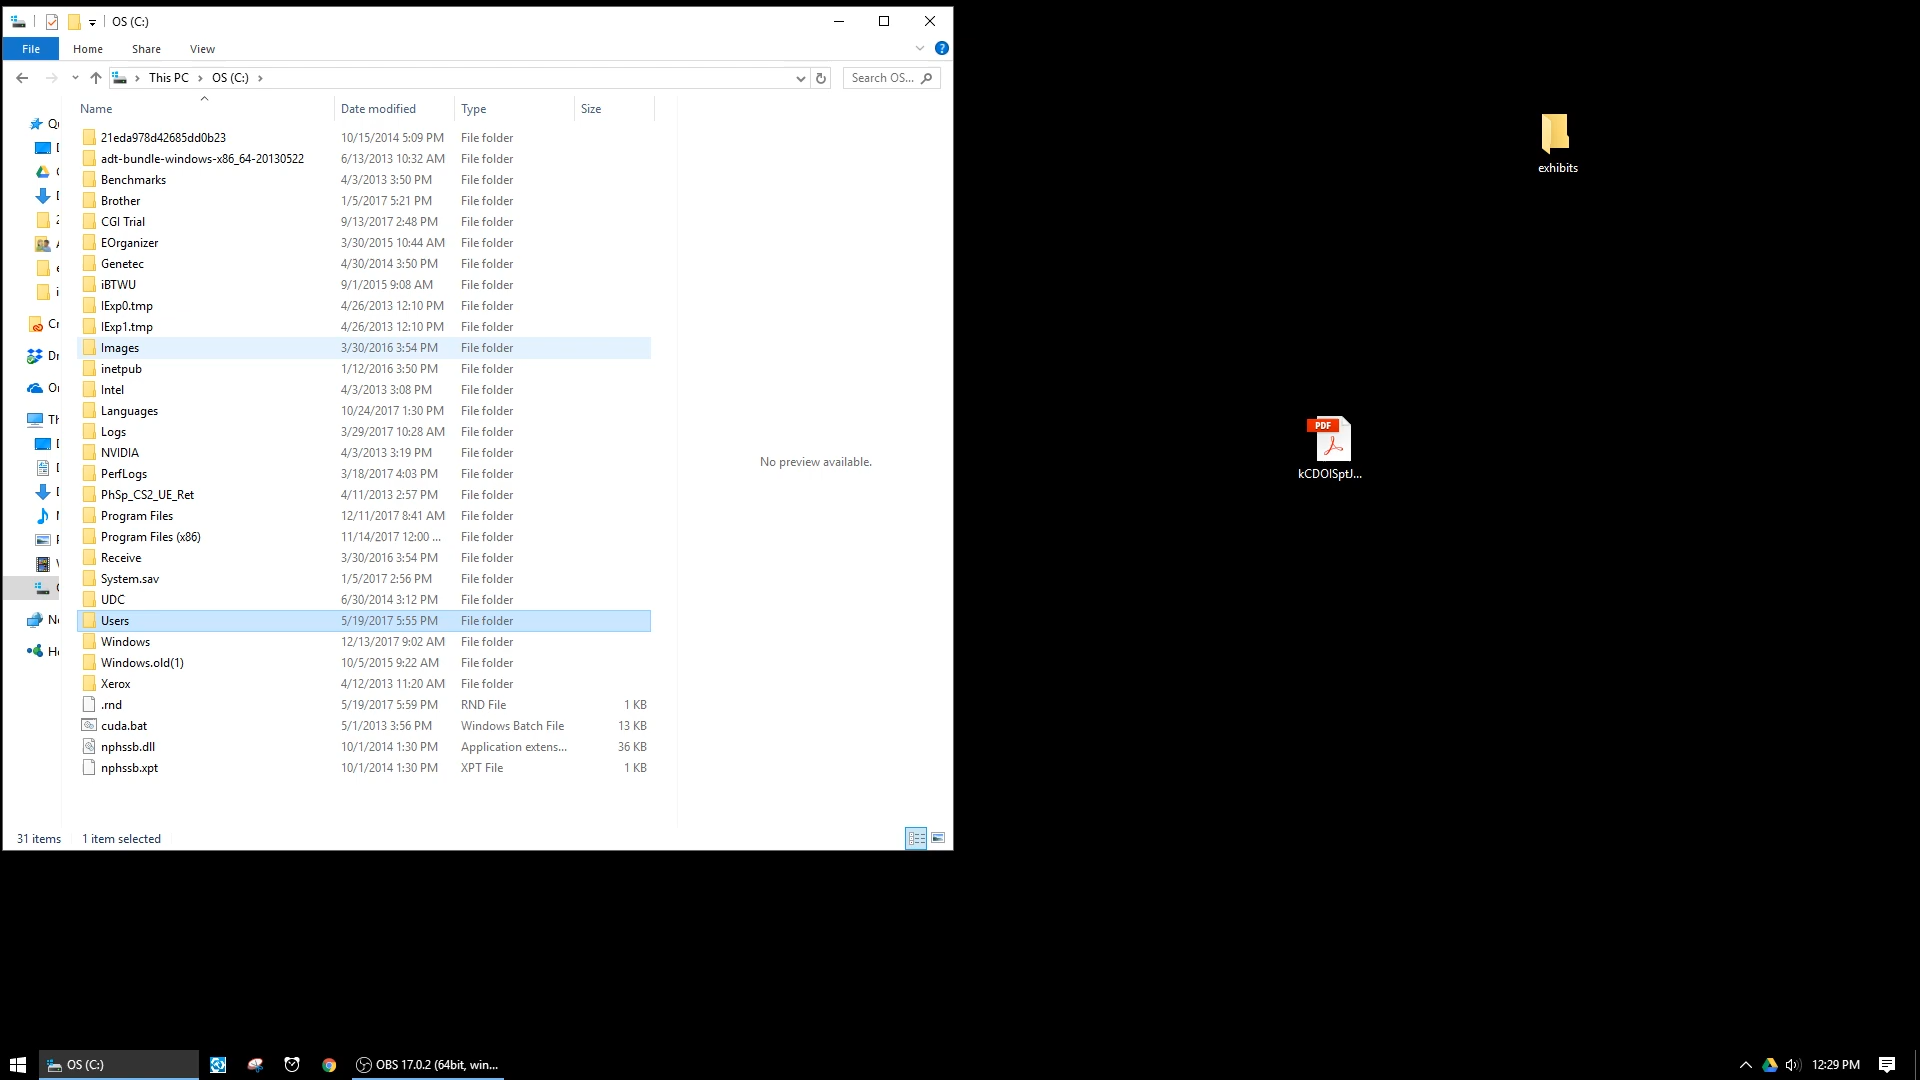 OS (C:)
File Home Share View
This PC OS (C:)
Search OS...
Name Date modified Type Size
21eda978d42685dd0b23 10/15/2014 5:09 PM File folder
adt-bundle-windows-x86_64-20130522 6/13/2013 10:32 AM File folder
Benchmarks 4/3/2013 3:50 PM File folder
Brother 1/5/2017 5:21 PM File folder
CGI Trial 9/13/2017 2:48 PM File folder
EOrganizer 3/30/2015 10:44 AM File folder
Genetec 4/30/2014 3:50 PM File folder
iBTWU 9/1/2015 9:08 AM File folder
IExp0.tmp 4/26/2013 12:10 PM File folder
IExp1.tmp 4/26/2013 12:10 PM File folder
Images 3/30/2016 3:54 PM File folder
inetpub 1/12/2016 3:50 PM File folder
Intel 4/3/2013 3:08 PM File folder
Languages 10/24/2017 1:30 PM File folder
Logs 3/29/2017 10:28 AM File folder
NVIDIA 4/3/2013 3:19 PM File folder
PerfLogs 3/18/2017 4:03 PM File folder
PhSp_CS2_UE_Ret 4/11/2013 2:57 PM File folder
Program Files 12/11/2017 8:41 AM File folder
Program Files (x86) 11/14/2017 12:00 ... File folder
Receive 3/30/2016 3:54 PM File folder
System.sav 1/5/2017 2:56 PM File folder
UDC 6/30/2014 3:12 PM File folder
Users 5/19/2017 5:55 PM File folder
Windows 12/13/2017 9:02 AM File folder
Windows.old(1) 10/5/2015 9:22 AM File folder
Xerox 4/12/2013 11:20 AM File folder
.rnd 5/19/2017 5:59 PM RND File 1 KB
cuda.bat 5/1/2013 3:56 PM Windows Batch File 13 KB
nphssb.dll 10/1/2014 1:30 PM Application extens... 36 KB
nphssb.xpt 10/1/2014 1:30 PM XPT File 1 KB
No preview available.
31 items 1 item selected
exhibits
PDF
OS (C:)
OBS 17.0.2 (64bit, win...
12:29 PM